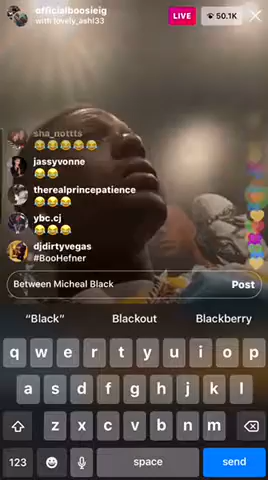 officialboosieig
with lovely_ashl33
LIVE
50.1K
sha_nottts
😂😂😂😂😂
jassyvonne
😂😂
therealprincepatience
😂😂😂
ybc.cj
😂😂😂
djdirtyvegas
#BooHefner
Between Micheal Black
Post
“Black”
Blackout
Blackberry
q w e r t y u i o p
a s d f g h j k l
z x c v b n m
123
space
send